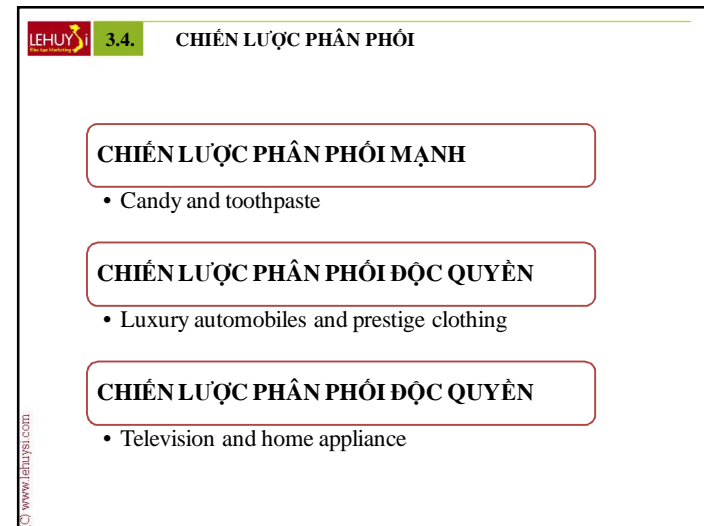 LEHUYSi
3.4.
CHIẾN LƯỢC PHÂN PHỐI
CHIẾN LƯỢC PHÂN PHỐI MẠNH
• Candy and toothpaste
CHIẾN LƯỢC PHÂN PHỐI ĐỘC QUYỀN
• Luxury automobiles and prestige clothing
CHIẾN LƯỢC PHÂN PHỐI ĐỘC QUYỀN
• Television and home appliance
(C) www.lehuysi.com